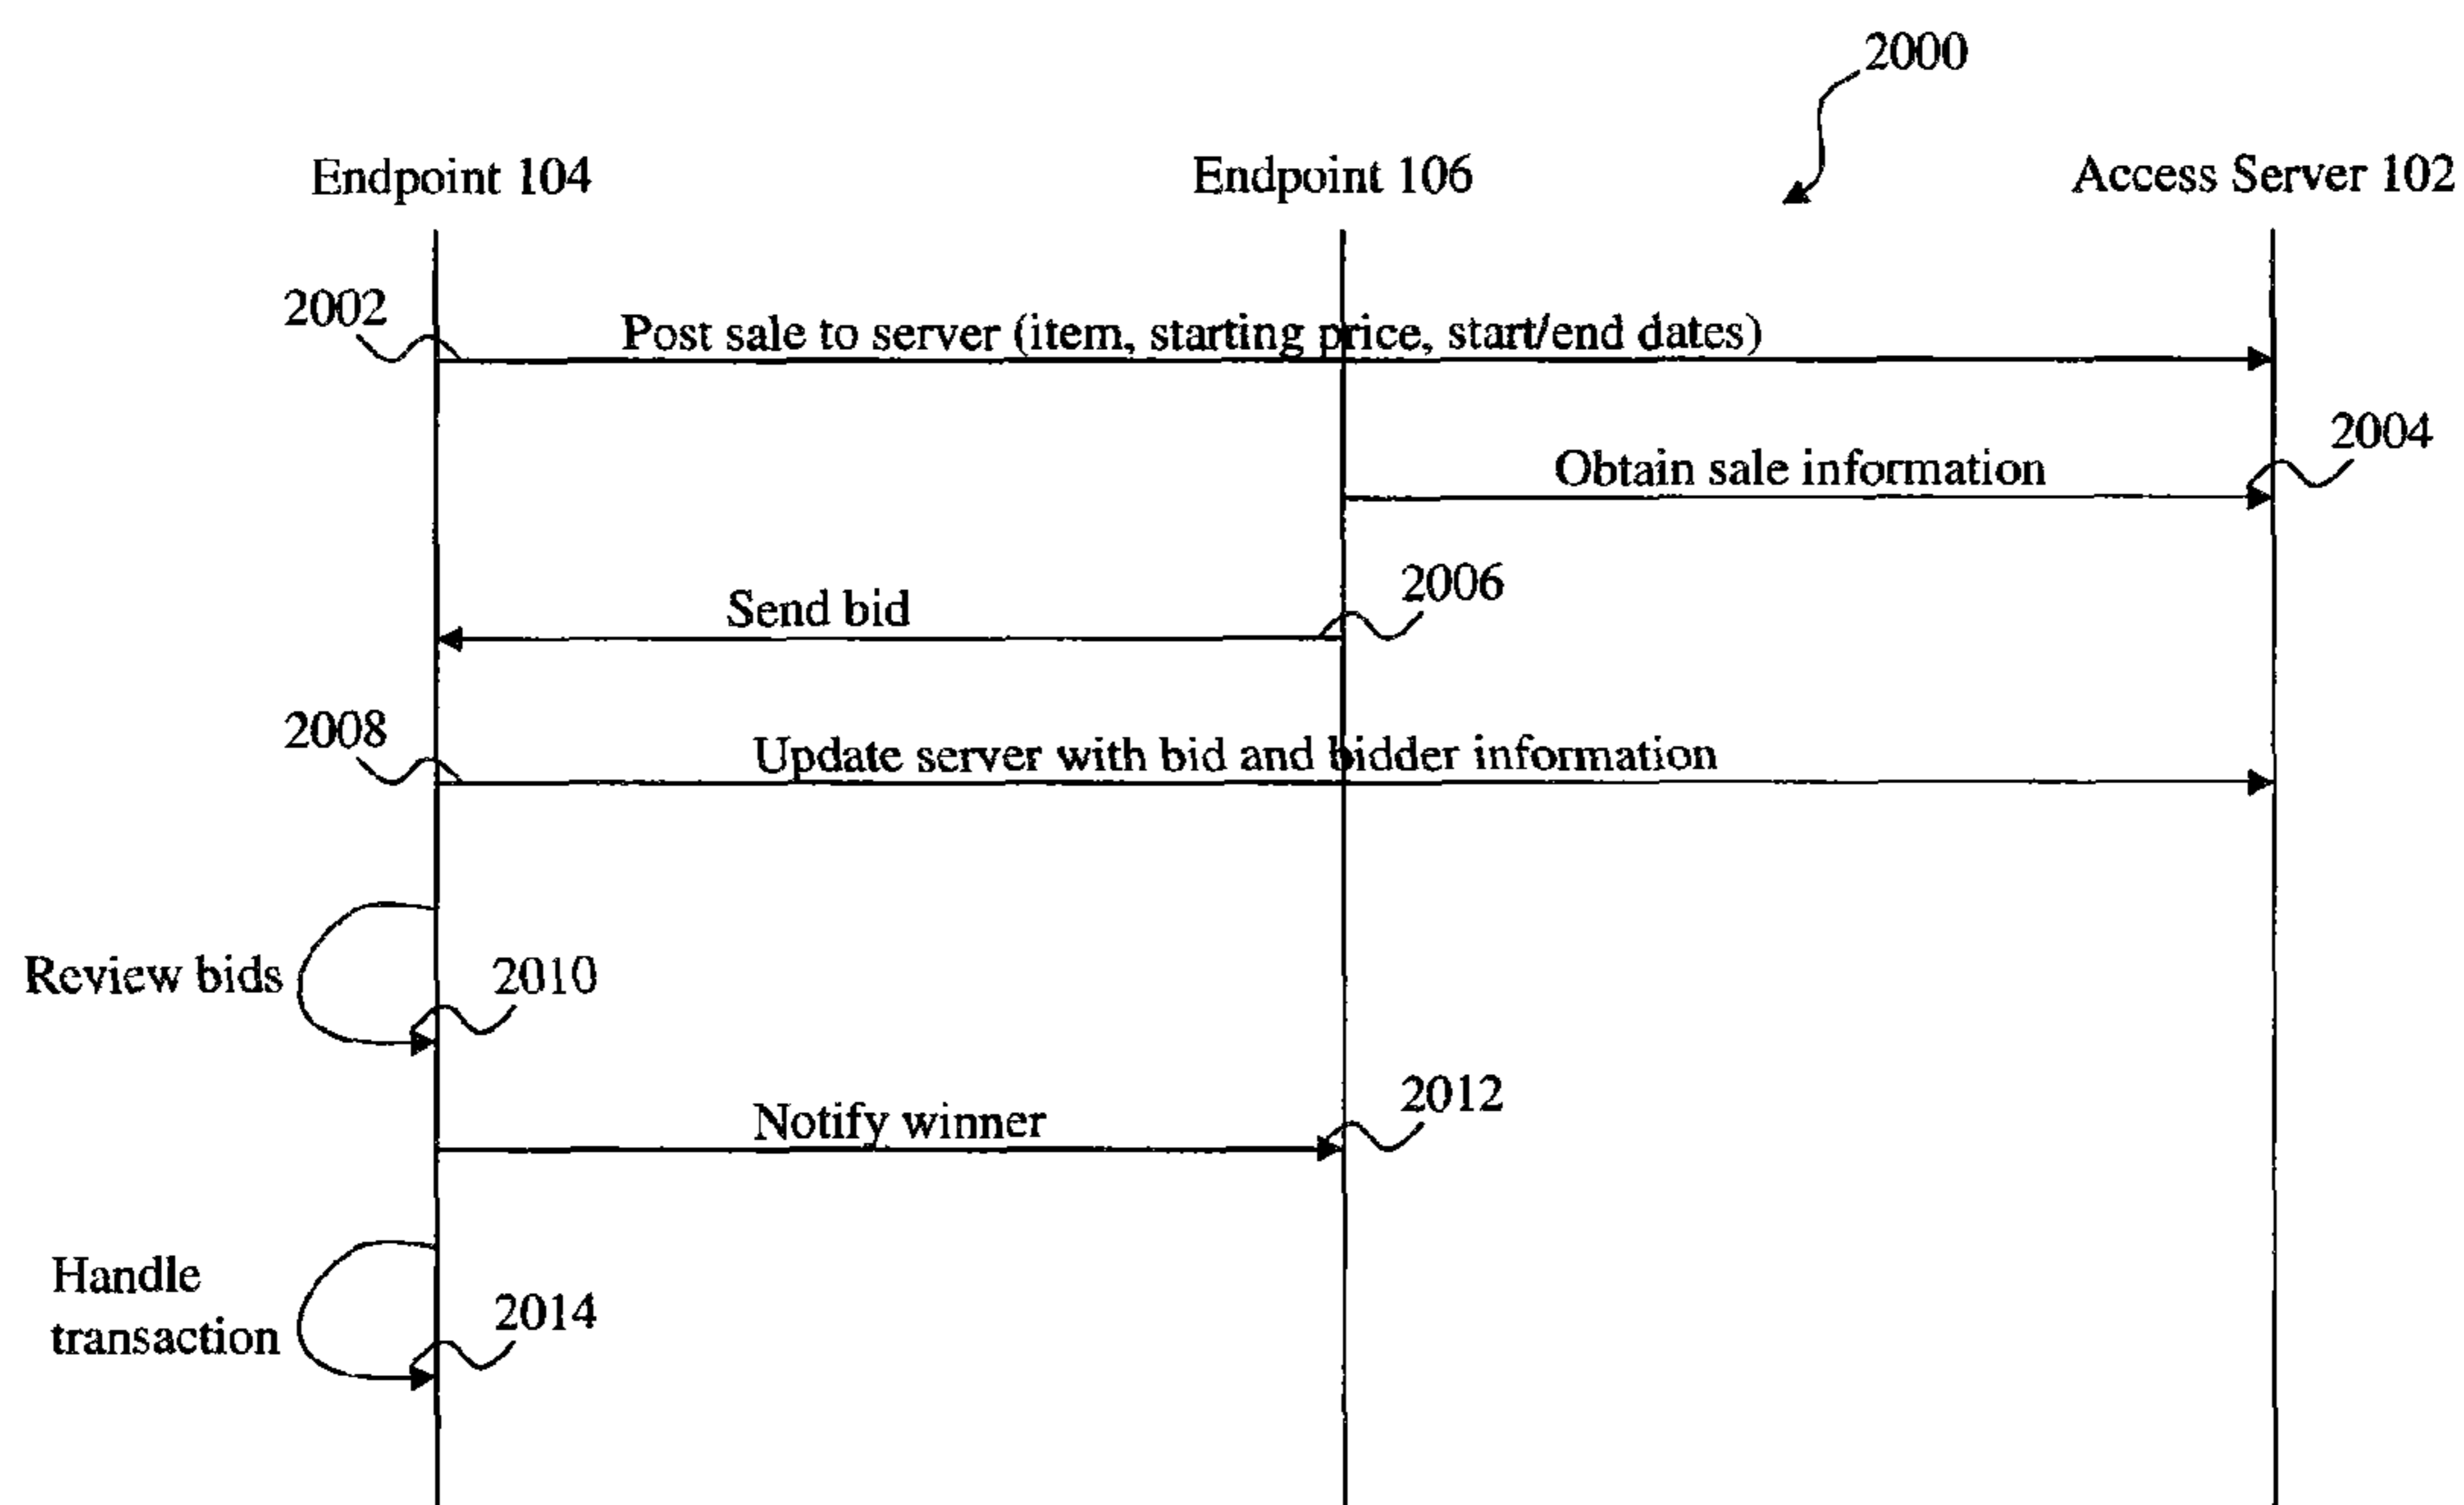 2000
Endpoint 104
Endpoint 106
Access Server 102
2002
Post sale to server (item, starting price, start/end dates)
2004
Obtain sale information
2006
Send bid
2008
Update server with bid and bidder information
Review bids
2010
2012
Notify winner
Handle
transaction
2014